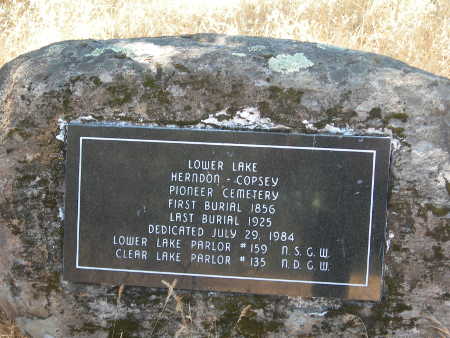 LOWER LAKE
HERNDON - COPSEY
PIONEER CEMETERY
FIRST BURIAL 1856
LAST BURIAL 1925
DEDICATED JULY 29, 1984
LOWER LAKE PARLOR #159 N.S.G.W.
CLEAR LAKE PARLOR #135 N.D.G.W.